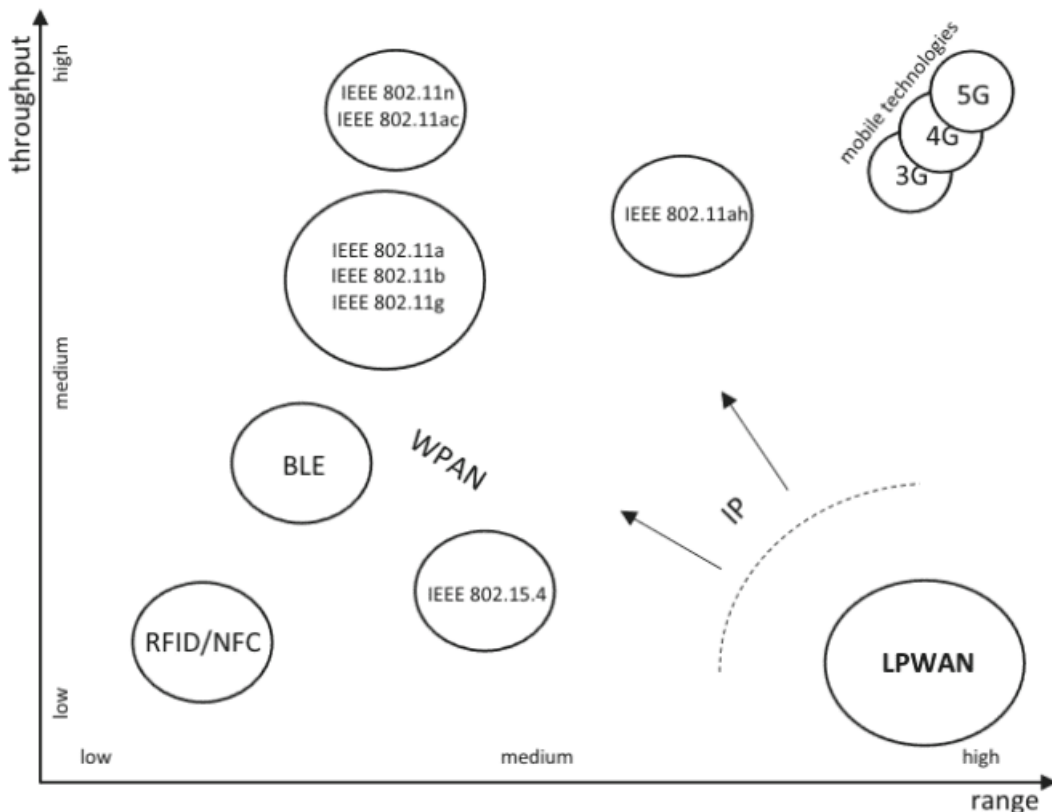 throughput
high
medium
low
IEEE 802.11n
IEEE 802.11ac
mobile technologies
5G
4G
3G
IEEE 802.11ah
IEEE 802.11a
IEEE 802.11b
IEEE 802.11g
BLE
WPAN
IP
IEEE 802.15.4
RFID/NFC
LPWAN
low
medium
high
range